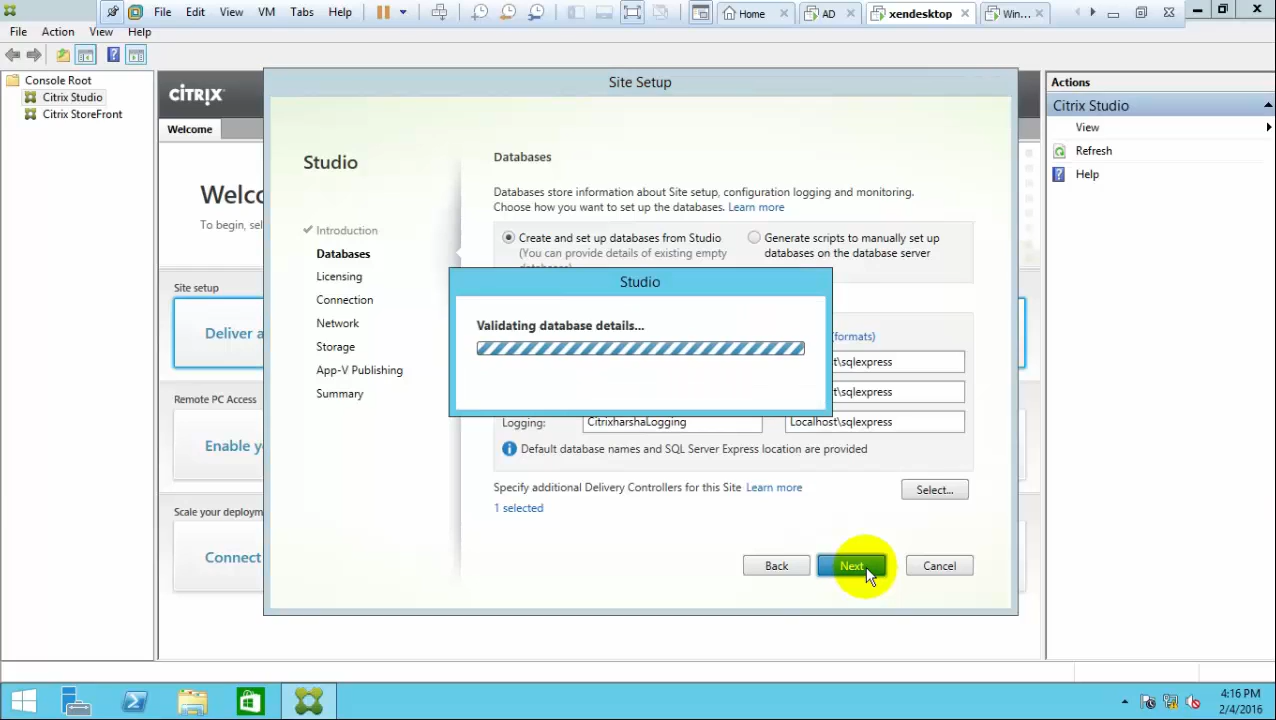 File Edit View VM Tabs Help
Home
AD
xendesktop
Win...
File Action View Help
Console Root
Citrix Studio
Citrix StoreFront
CITRIX
Welcome
Welc
To begin, sel
Site setup
Deliver a
Remote PC Access
Enable y
Scale your deploym
Connect
Site Setup
Studio
Introduction
Databases
Licensing
Connection
Network
Storage
App-V Publishing
Summary
Databases
Databases store information about Site setup, configuration logging and monitoring.
Choose how you want to set up the databases. Learn more
Create and set up databases from Studio
(You can provide details of existing empty
databases)
Generate scripts to manually set up
databases on the database server
Studio
Validating database details...
(formats)
t\sqlexpress
t\sqlexpress
Logging: CitrixharshaLogging Localhost\sqlexpress
Default database names and SQL Server Express location are provided
Specify additional Delivery Controllers for this Site Learn more
Select...
1 selected
Back Next Cancel
Actions
Citrix Studio
View
Refresh
Help
4:16 PM
2/4/2016